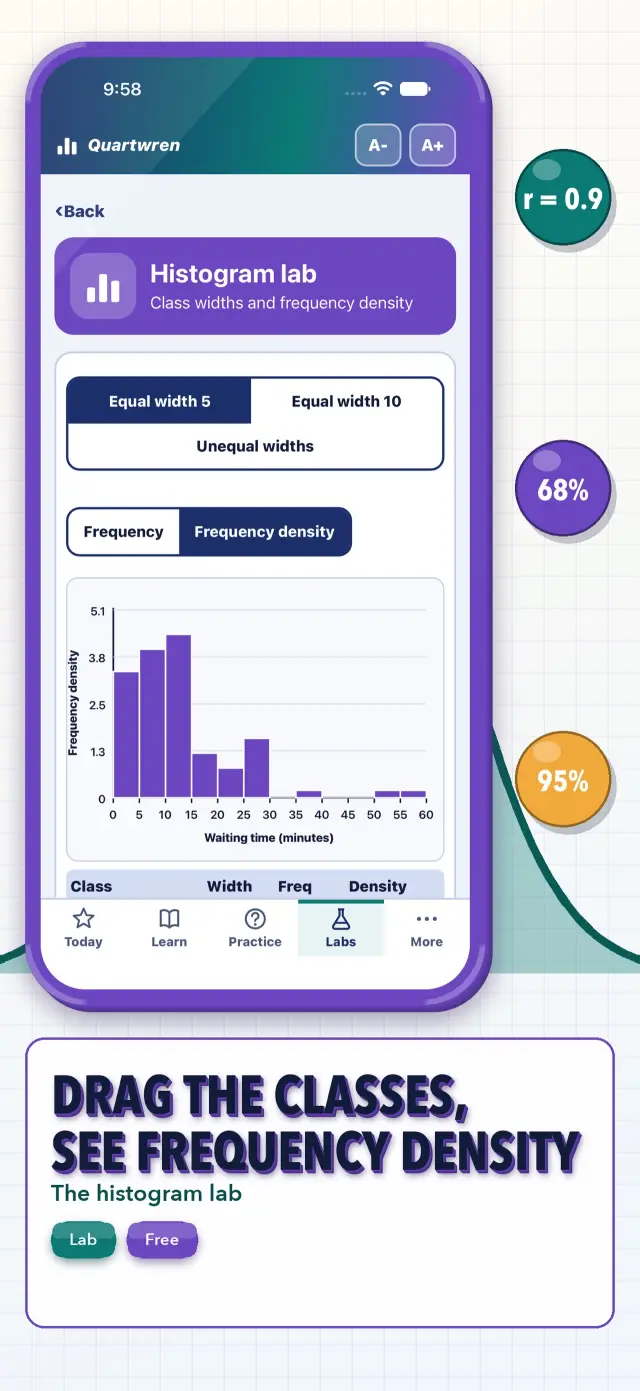 9:58
Quartwren
A-
A+
‹Back
Histogram lab
Class widths and frequency density
Equal width 5
Equal width 10
Unequal widths
Frequency
Frequency density
5.1
3.8
2.5
1.3
0
Frequency density
0 5 10 15 20 25 30 35 40 45 50 55 60
Waiting time (minutes)
Class Width Freq Density
Today
Learn
Practice
Labs
More
r = 0.9
68%
95%
DRAG THE CLASSES,
SEE FREQUENCY DENSITY
The histogram lab
Lab
Free